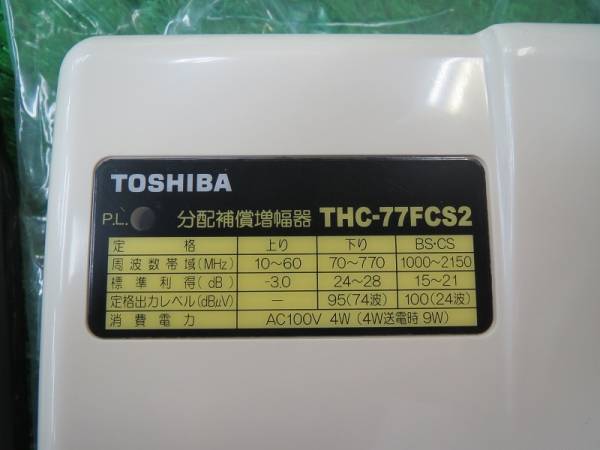 TOSHIBA
P.L. 分配補償増幅器 THC-77FCS2
定格 上り 下り BS・CS
周波数帯域(MHz) 10〜60 70〜770 1000〜2150
標準利得(dB) -3.0 24〜28 15〜21
定格出力レベル(dBμV) — 95(74波) 100(24波)
消費電力 AC100V 4W (4W送電時 9W)